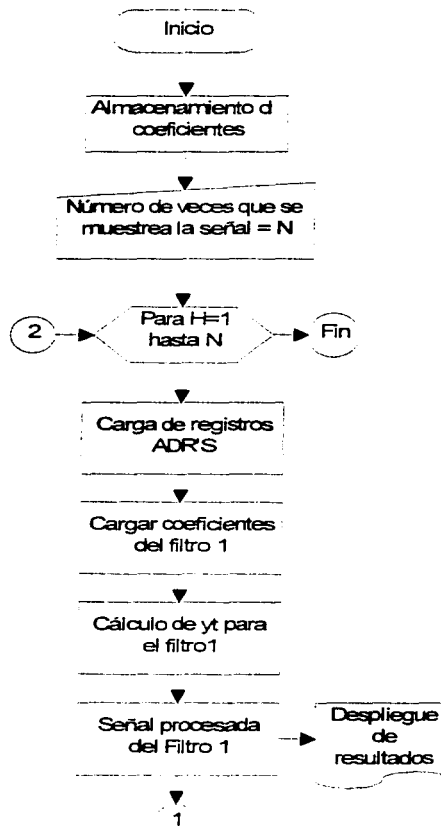 Inicio
Almacenamiento d
coeficientes
Número de veces que se
muestrea la señal = N
2
Para H=1
hasta N
Fin
Carga de registros
ADR'S
Cargar coeficientes
del filtro 1
Cálculo de yt para
el filtro1
Señal procesada
del Filtro 1
Despliegue
de
resultados
1